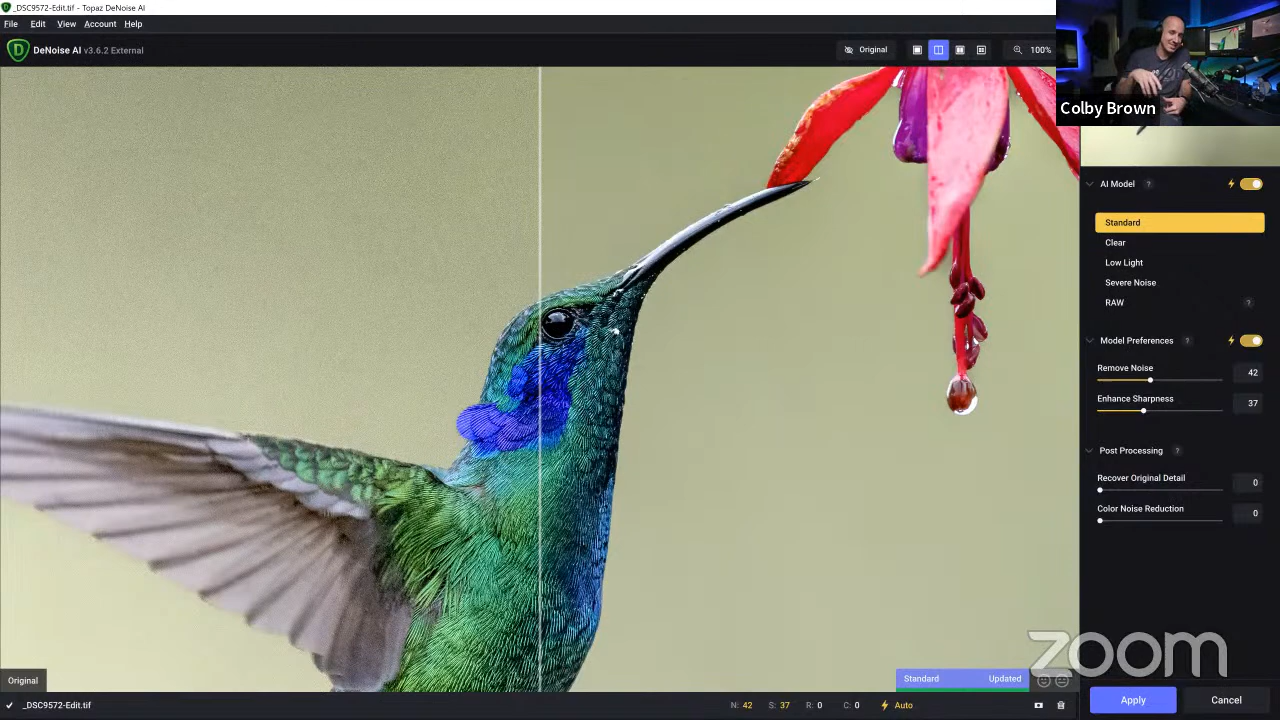 _DSC9572-Edit.tif - Topaz DeNoise AI
File Edit View Account Help
DeNoise AI v3.6.2 External
Original
100%
Colby Brown
AI Model ?
Standard
Clear
Low Light
Severe Noise
RAW ?
Model Preferences ?
Remove Noise 42
Enhance Sharpness 37
Post Processing ?
Recover Original Detail 0
Color Noise Reduction 0
Original
Standard Updated
zoom
_DSC9572-Edit.tif
N: 42 S: 37 R: 0 C: 0 Auto
Apply Cancel